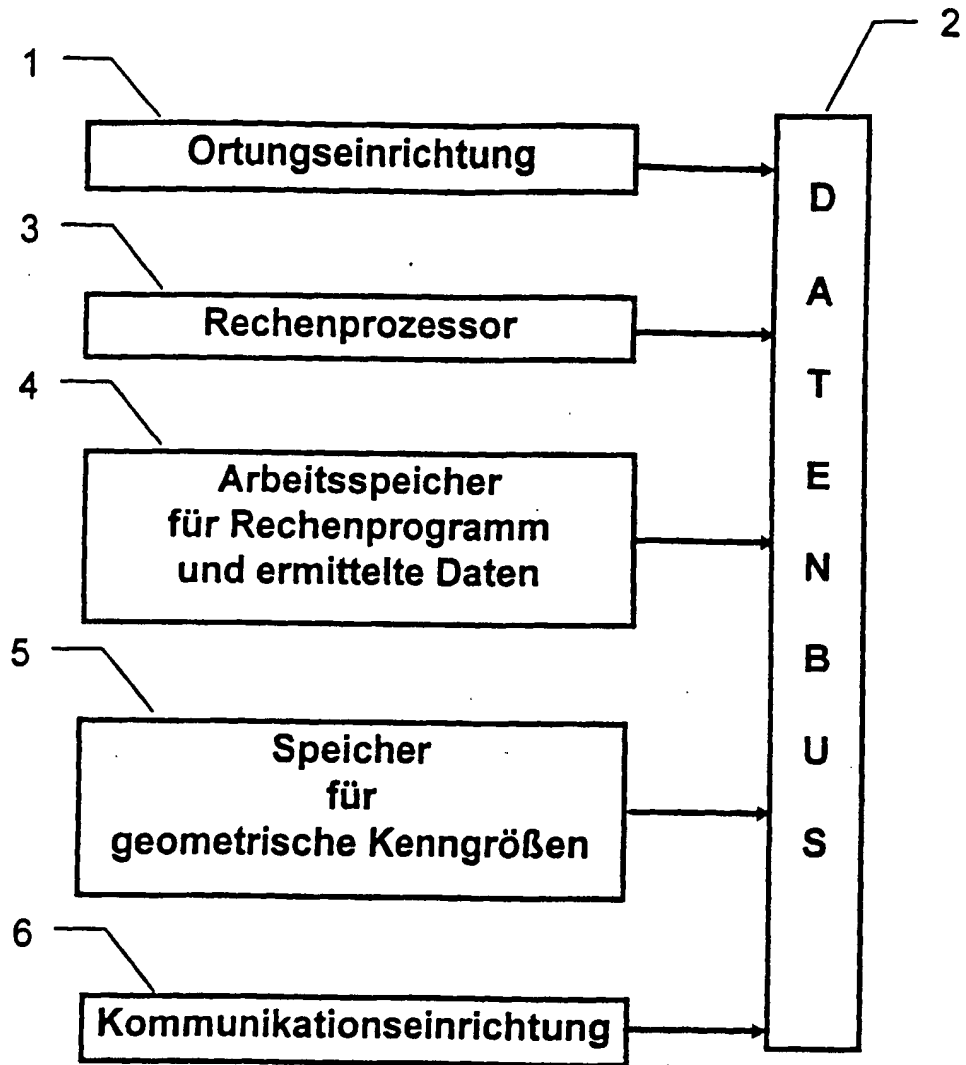 2
1
Ortungseinrichtung
3
Rechenprozessor
4
Arbeitsspeicher
für Rechenprogramm
und ermittelte Daten
5
Speicher
für
geometrische Kenngrößen
6
Kommunikationseinrichtung
DATENBUS